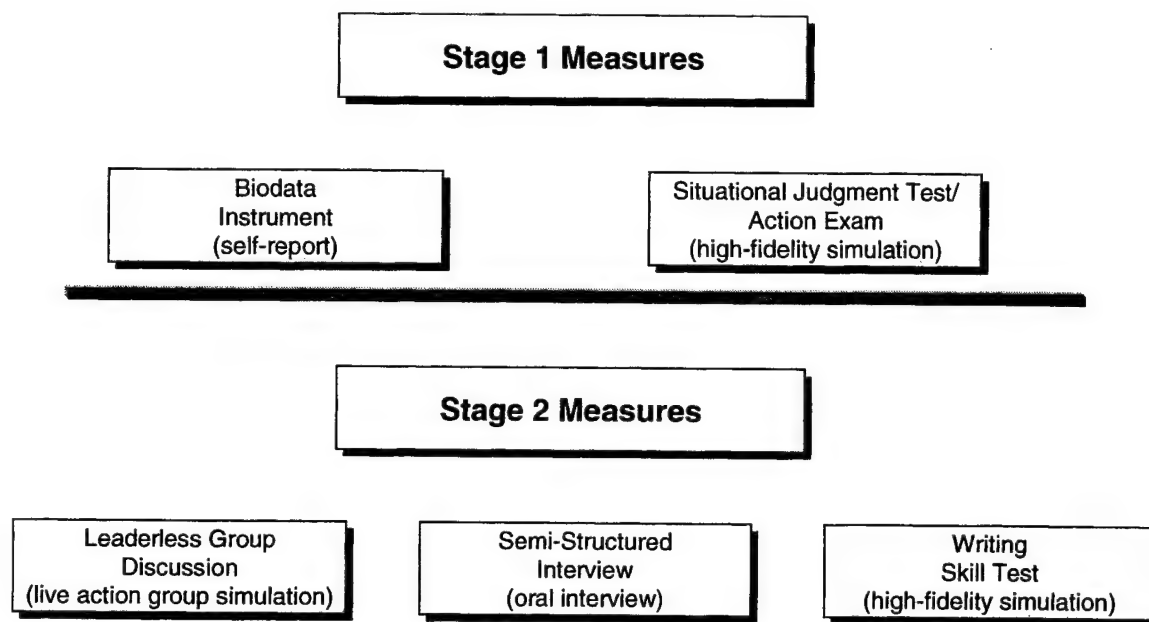 Stage 1 Measures
Biodata
Instrument
(self-report)
Situational Judgment Test/
Action Exam
(high-fidelity simulation)
Stage 2 Measures
Leaderless Group
Discussion
(live action group simulation)
Semi-Structured
Interview
(oral interview)
Writing
Skill Test
(high-fidelity simulation)